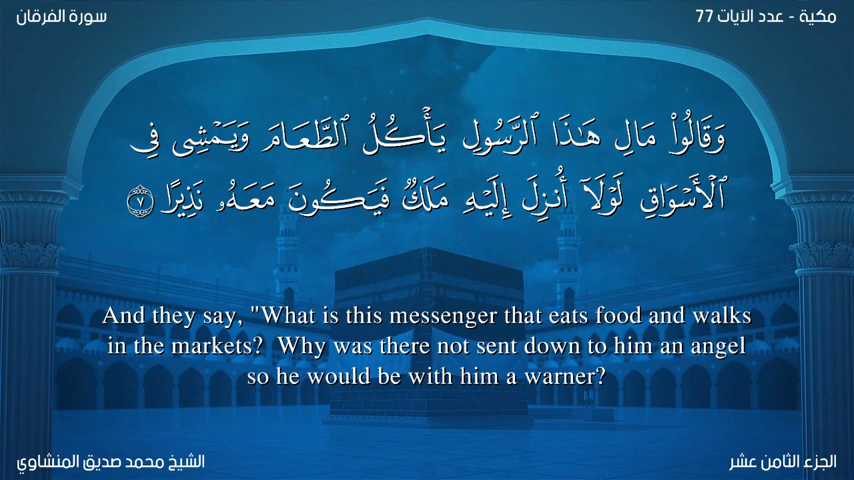 مكية - عدد الآيات 77
سورة الفرقان
وَقَالُوا۟ مَالِ هَـٰذَا ٱلرَّسُولِ يَأْكُلُ ٱلطَّعَامَ وَيَمْشِى فِى
ٱلْأَسْوَاقِ لَوْلَآ أُنزِلَ إِلَيْهِ مَلَكٌ فَيَكُونَ مَعَهُۥ نَذِيرًا ٧
And they say, "What is this messenger that eats food and walks
in the markets?  Why was there not sent down to him an angel
so he would be with him a warner?
الجزء الثامن عشر
الشيخ محمد صديق المنشاوي